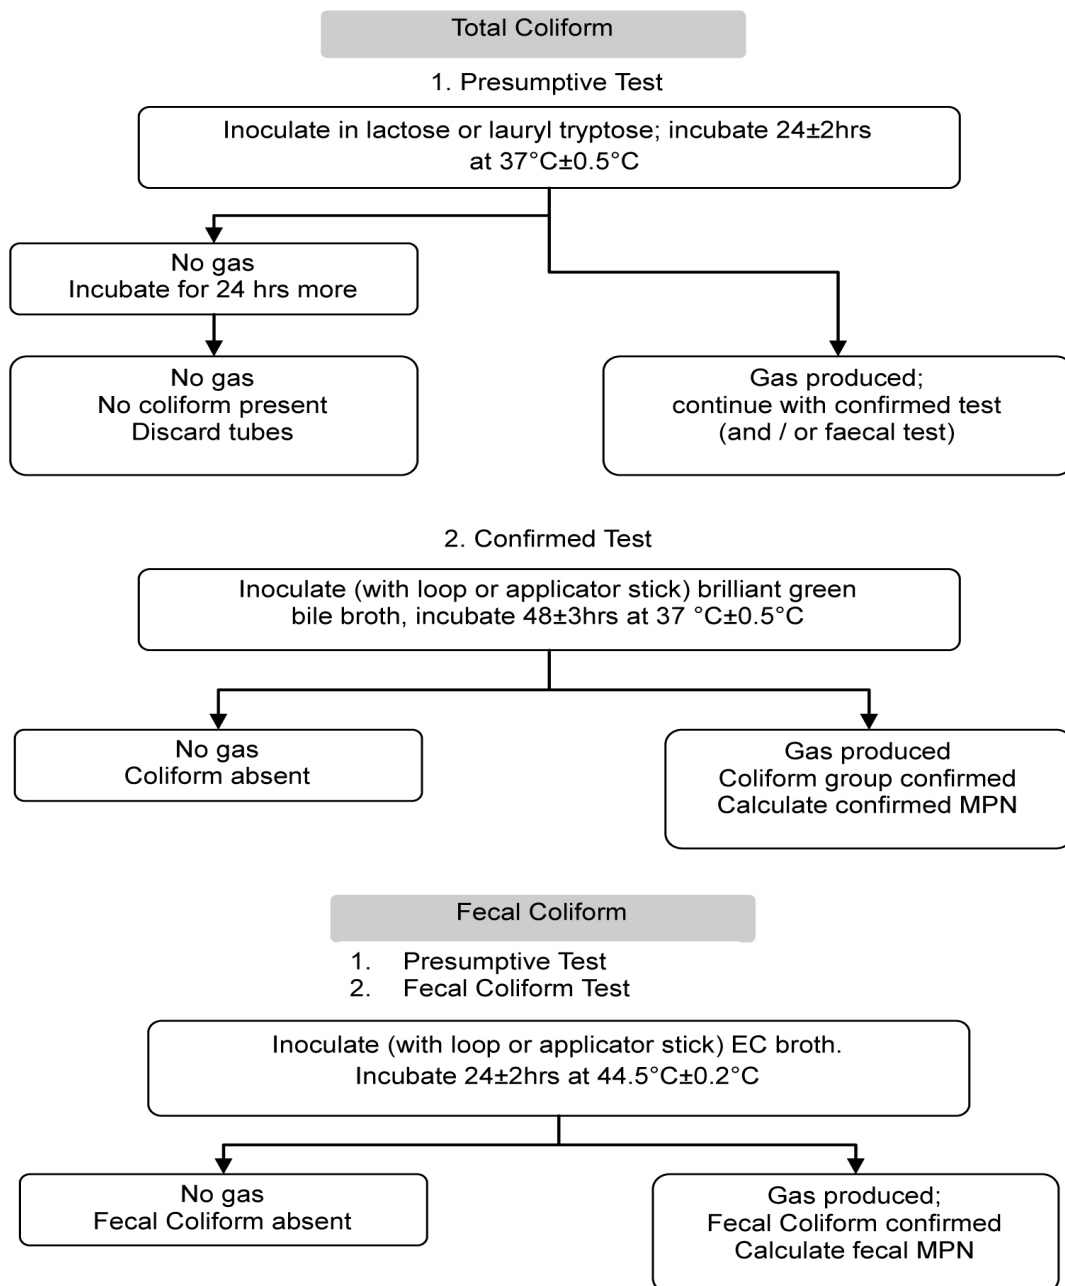 Total Coliform
1. Presumptive Test
Inoculate in lactose or lauryl tryptose; incubate 24±2hrs
at 37°C±0.5°C
No gas
Incubate for 24 hrs more
No gas
No coliform present
Discard tubes
Gas produced;
continue with confirmed test
(and / or faecal test)
2. Confirmed Test
Inoculate (with loop or applicator stick) brilliant green
bile broth, incubate 48±3hrs at 37 °C±0.5°C
No gas
Coliform absent
Gas produced
Coliform group confirmed
Calculate confirmed MPN
Fecal Coliform
1. Presumptive Test
2. Fecal Coliform Test
Inoculate (with loop or applicator stick) EC broth.
Incubate 24±2hrs at 44.5°C±0.2°C
No gas
Fecal Coliform absent
Gas produced;
Fecal Coliform confirmed
Calculate fecal MPN